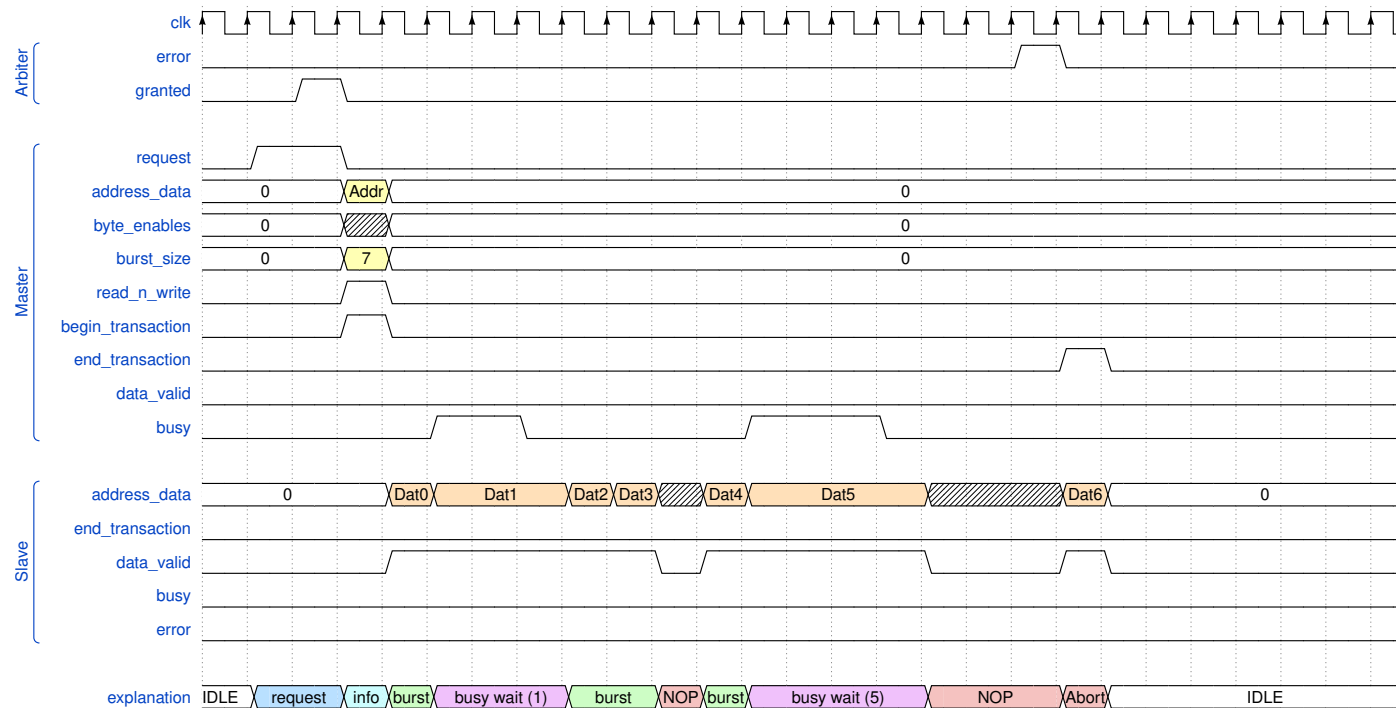 clk
Arbiter
error
granted
Master
request
address_data 0 Addr 0
byte_enables 0 0
burst_size 0 7 0
read_n_write
begin_transaction
end_transaction
data_valid
busy
Slave
address_data 0 Dat0 Dat1 Dat2 Dat3 Dat4 Dat5 Dat6 0
end_transaction
data_valid
busy
error
explanation IDLE request info burst busy wait (1) burst NOP burst busy wait (5) NOP Abort IDLE